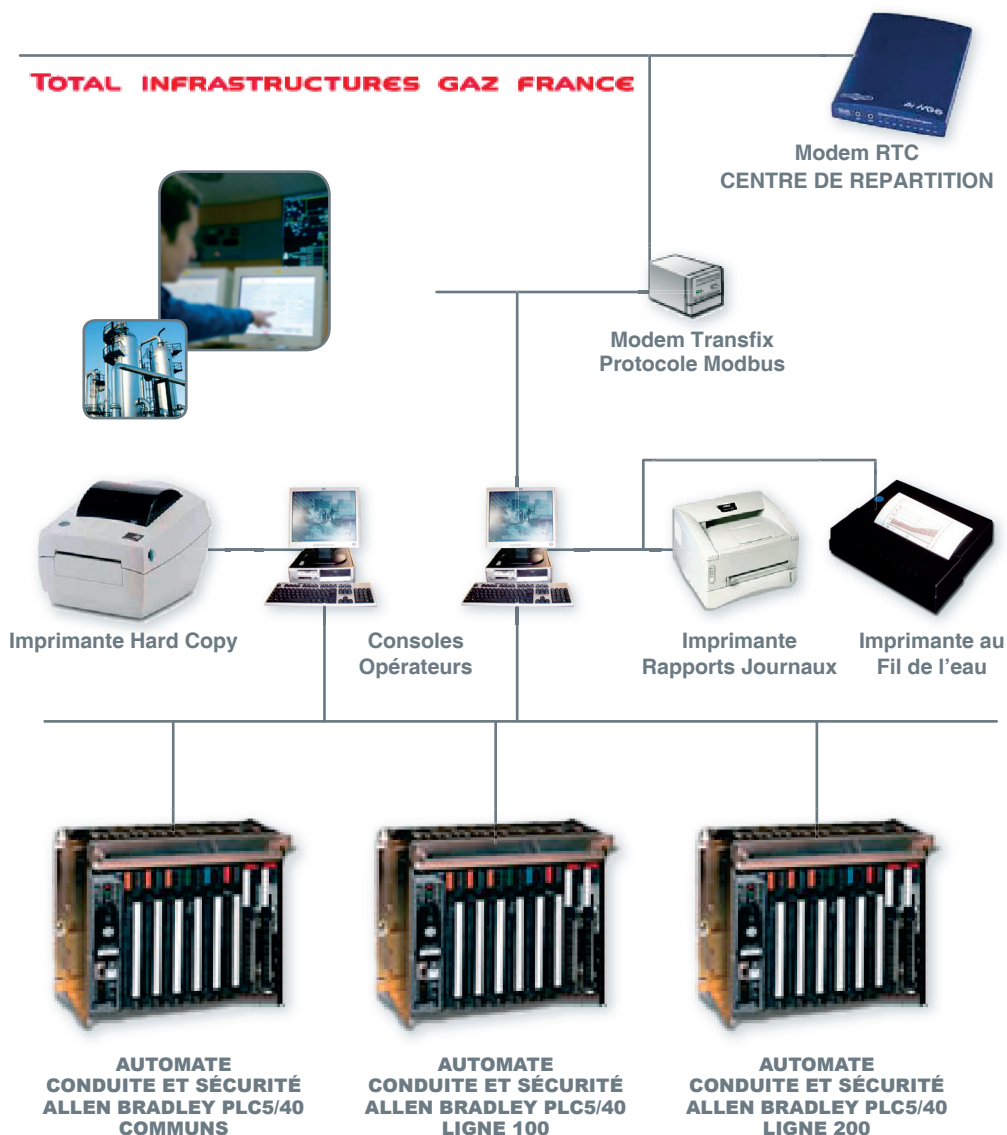 TOTAL INFRASTRUCTURES GAZ FRANCE
Modem RTC
CENTRE DE REPARTITION
Modem Transfix
Protocole Modbus
Imprimante Hard Copy
Consoles
Opérateurs
Imprimante
Rapports Journaux
Imprimante au
Fil de l'eau
AUTOMATE
CONDUITE ET SÉCURITÉ
ALLEN BRADLEY PLC5/40
COMMUNS
AUTOMATE
CONDUITE ET SÉCURITÉ
ALLEN BRADLEY PLC5/40
LIGNE 100
AUTOMATE
CONDUITE ET SÉCURITÉ
ALLEN BRADLEY PLC5/40
LIGNE 200